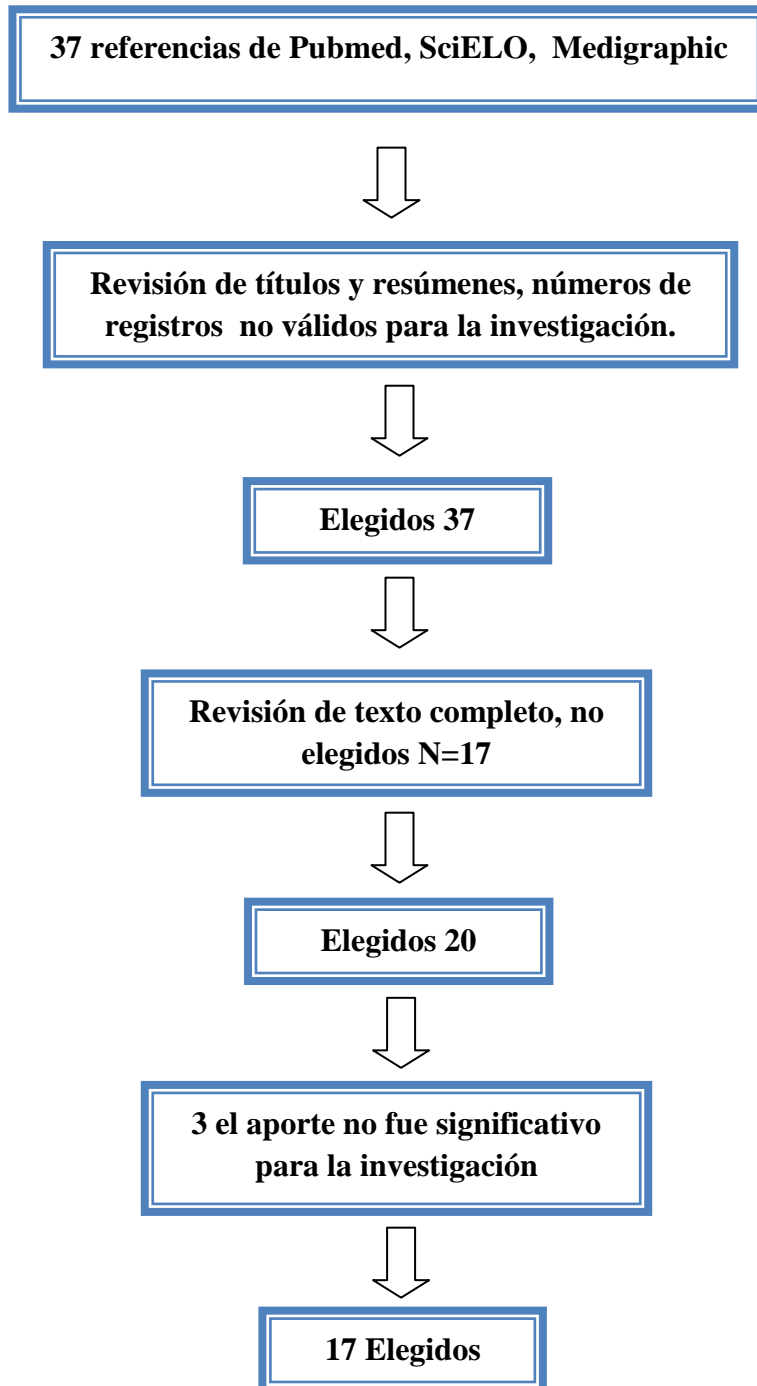 37 referencias de Pubmed, SciELO, Medigraphic
Revisión de títulos y resúmenes, números de
registros no válidos para la investigación.
Elegidos 37
Revisión de texto completo, no
elegidos N=17
Elegidos 20
3 el aporte no fue significativo
para la investigación
17 Elegidos